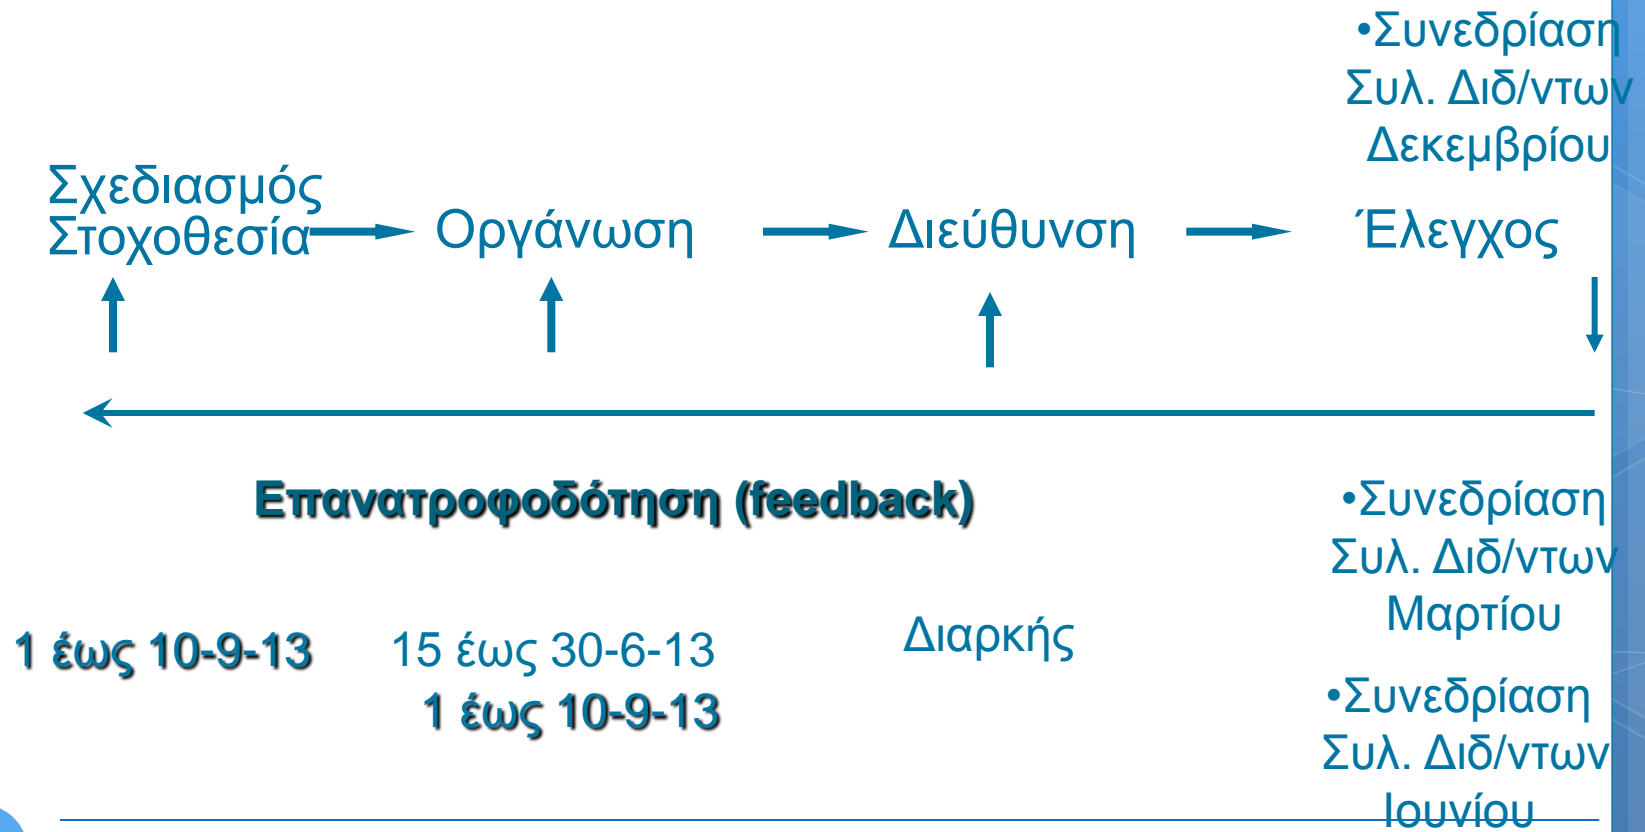 •Συνεδρίαση
Συλ. Διδ/ντων
Δεκεμβρίου
Σχεδιασμός
Στοχοθεσία
Οργάνωση
Διεύθυνση
Έλεγχος
Επανατροφοδότηση (feedback)
•Συνεδρίαση
Συλ. Διδ/ντων
Μαρτίου
1 έως 10-9-13
15 έως 30-6-13
1 έως 10-9-13
Διαρκής
•Συνεδρίαση
Συλ. Διδ/ντων
Ιουνίου